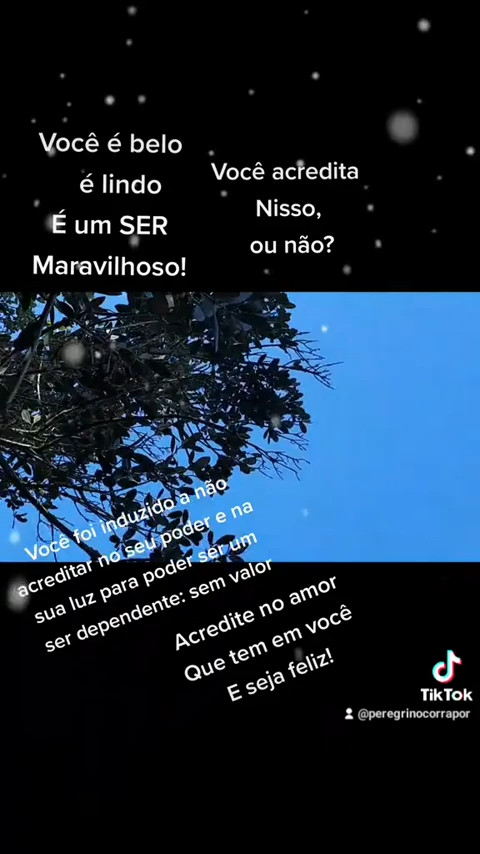 Você é belo
é lindo
É um SER
Maravilhoso!
Você acredita
Nisso,
ou não?
Você foi induzido a não
acreditar no seu poder e na
sua luz para poder ser um
ser dependente: sem valor
Acredite no amor
Que tem em você
E seja feliz!
TikTok
@peregrinocorrapor